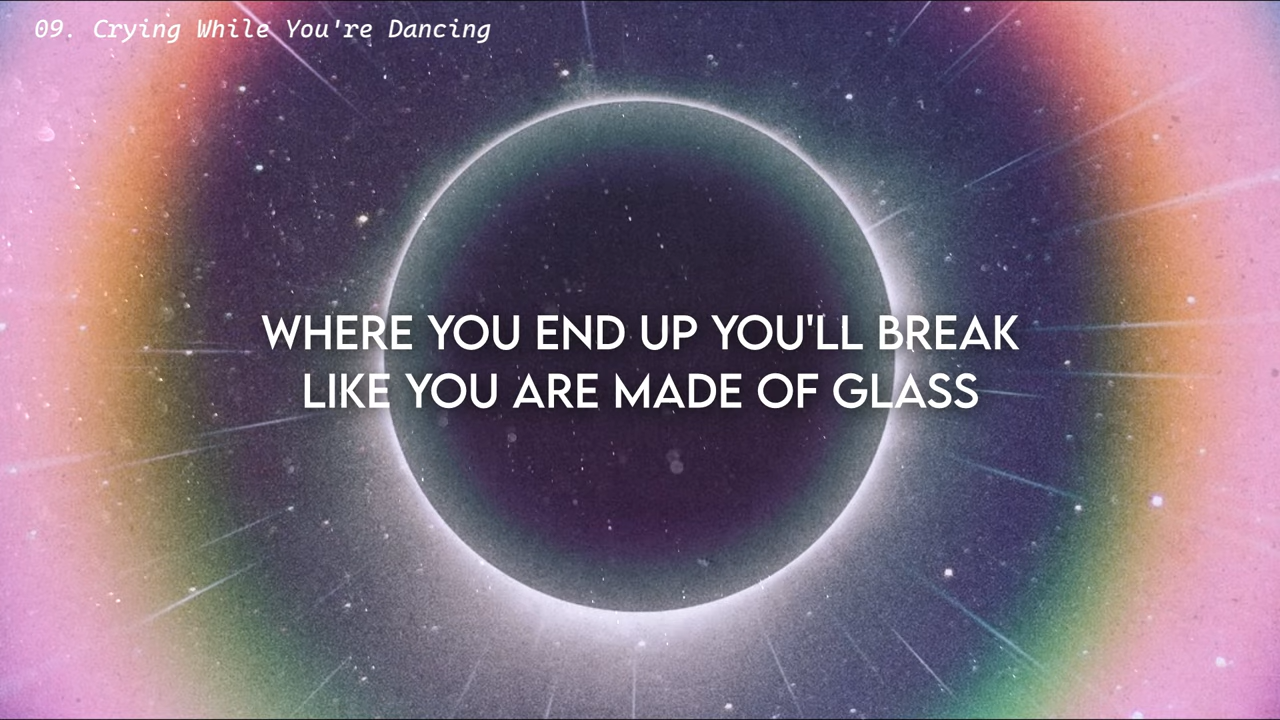 09. Crying While You're Dancing
WHERE YOU END UP YOU'LL BREAK
LIKE YOU ARE MADE OF GLASS